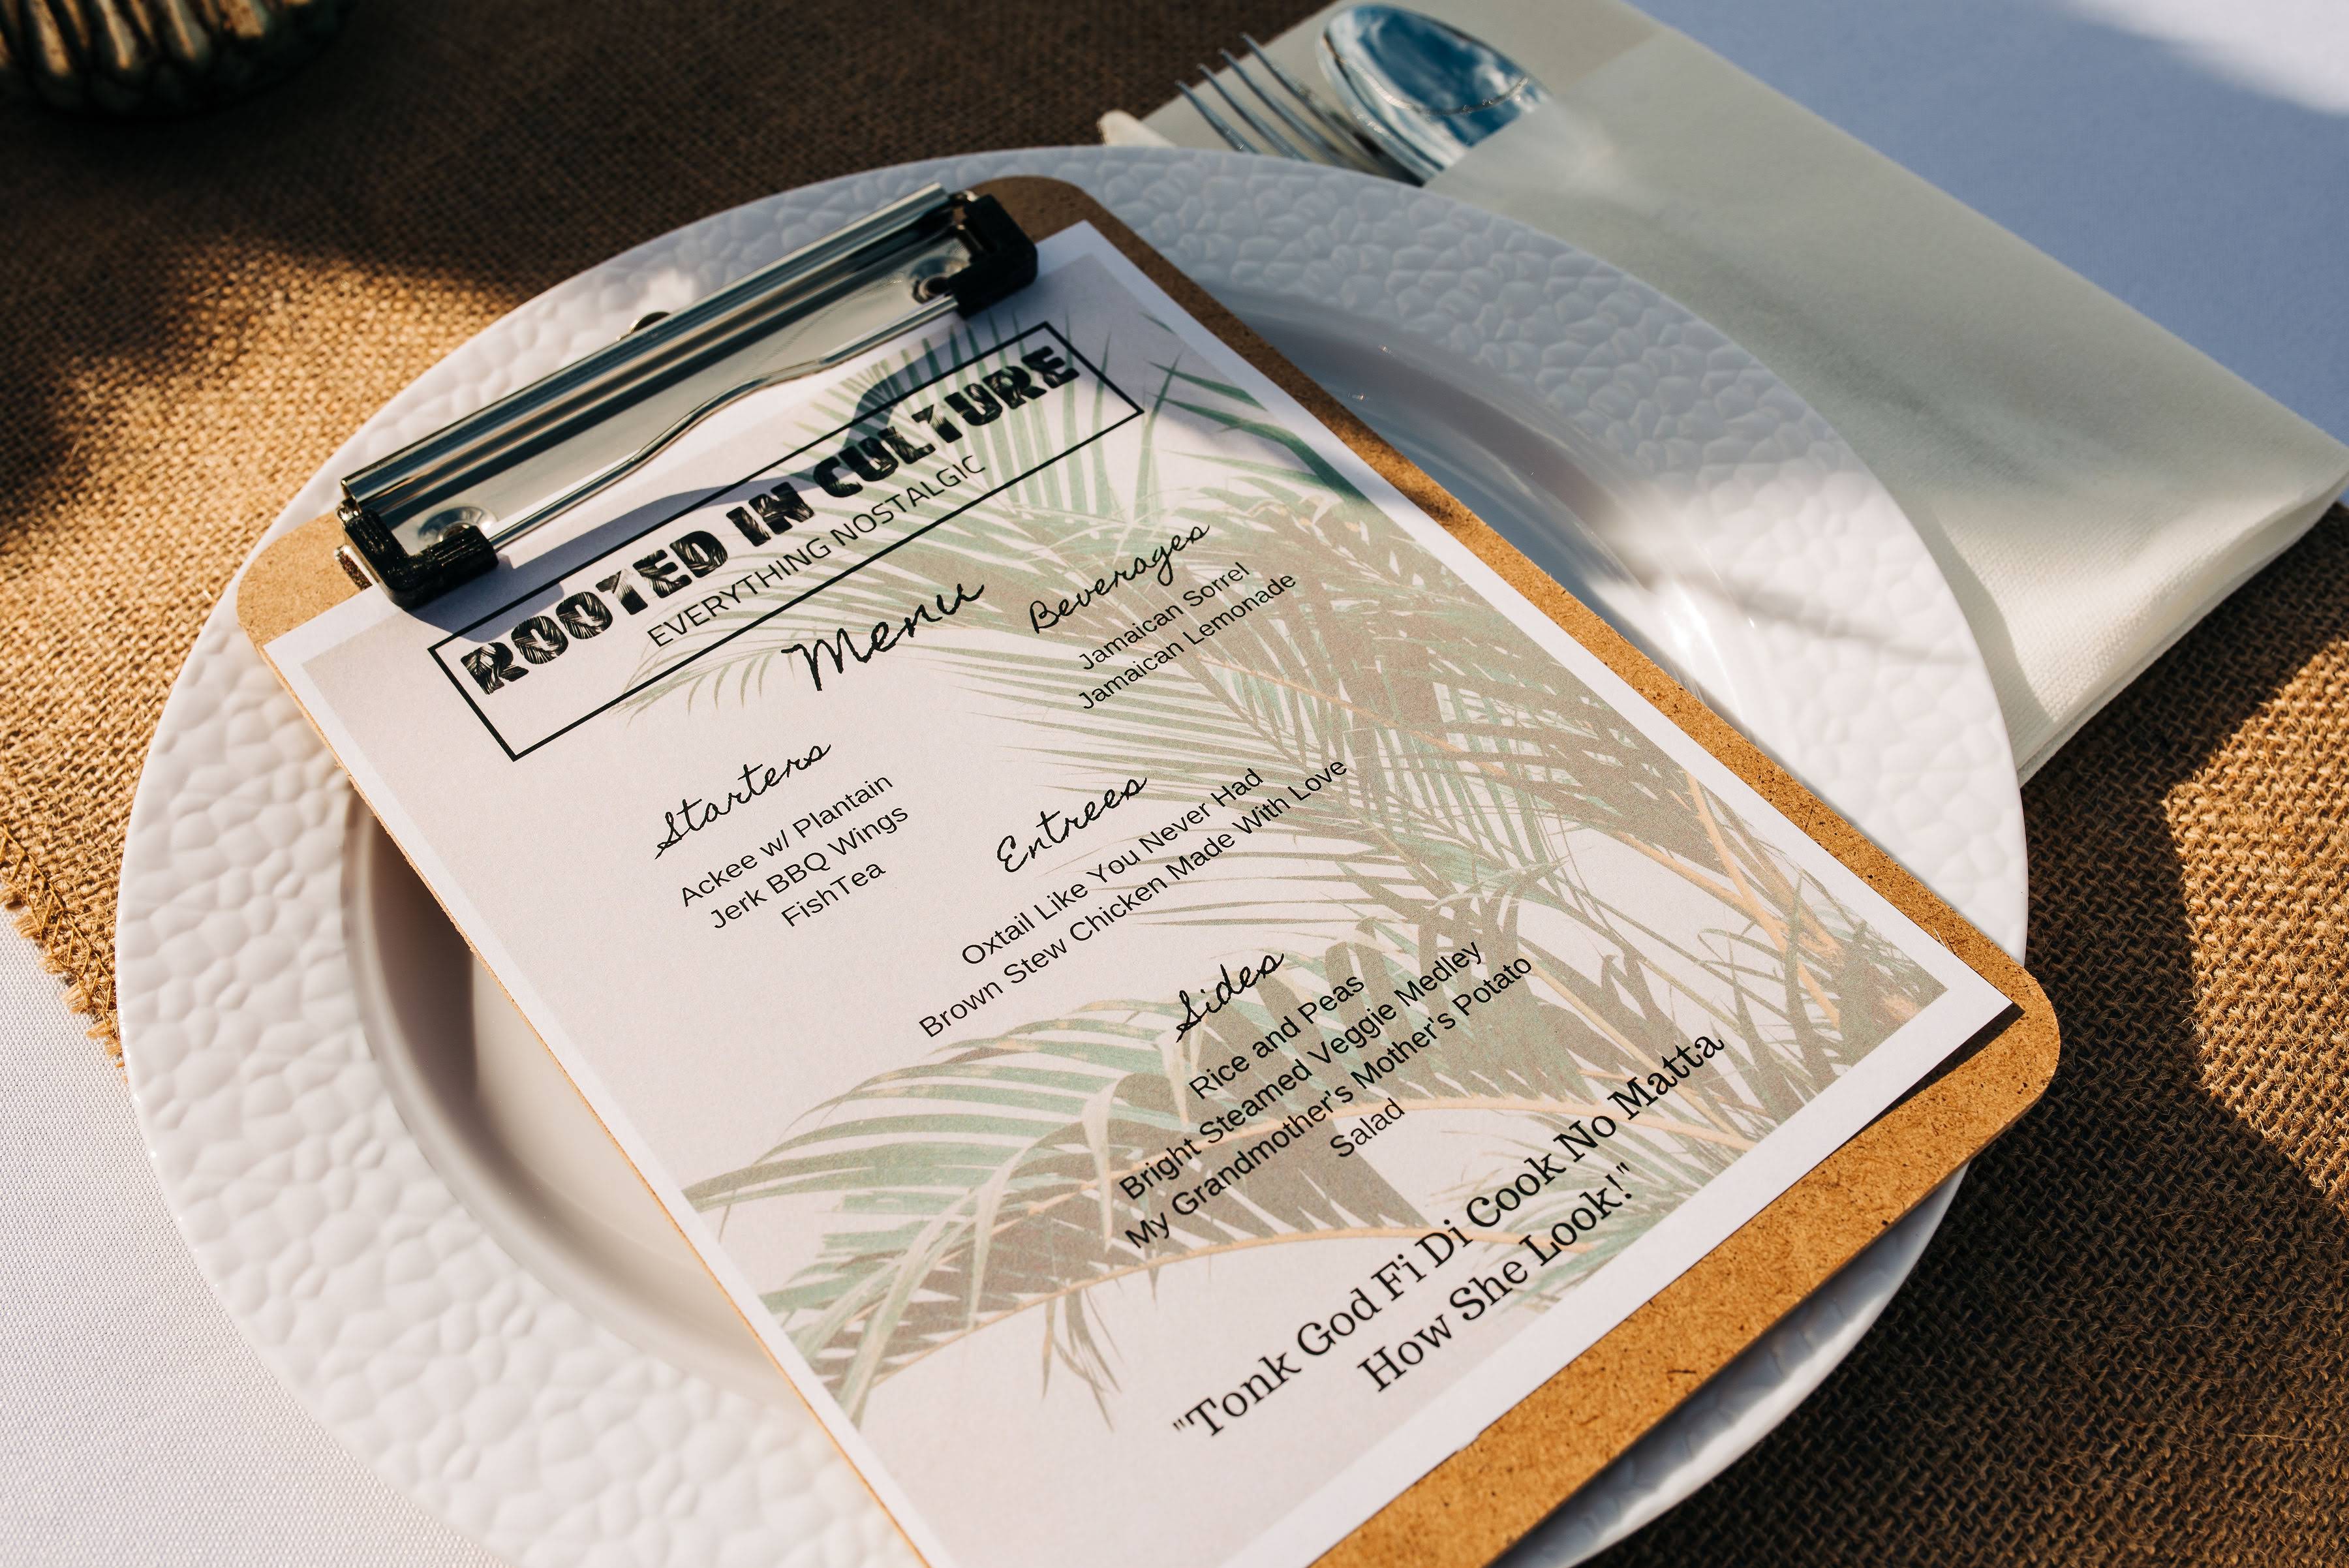 ROOTED IN CULTURE
EVERYTHING NOSTALGIC
Menu
Beverages
Jamaican Sorrel
Jamaican Lemonade
Starters
Ackee w/ Plantain
Jerk BBQ Wings
FishTea
Entrees
Oxtail Like You Never Had
Brown Stew Chicken Made With Love
Sides
Rice and Peas
Bright Steamed Veggie Medley
My Grandmother's Mother's Potato
Salad
"Tonk God Fi Di Cook No Matta
How She Look!"